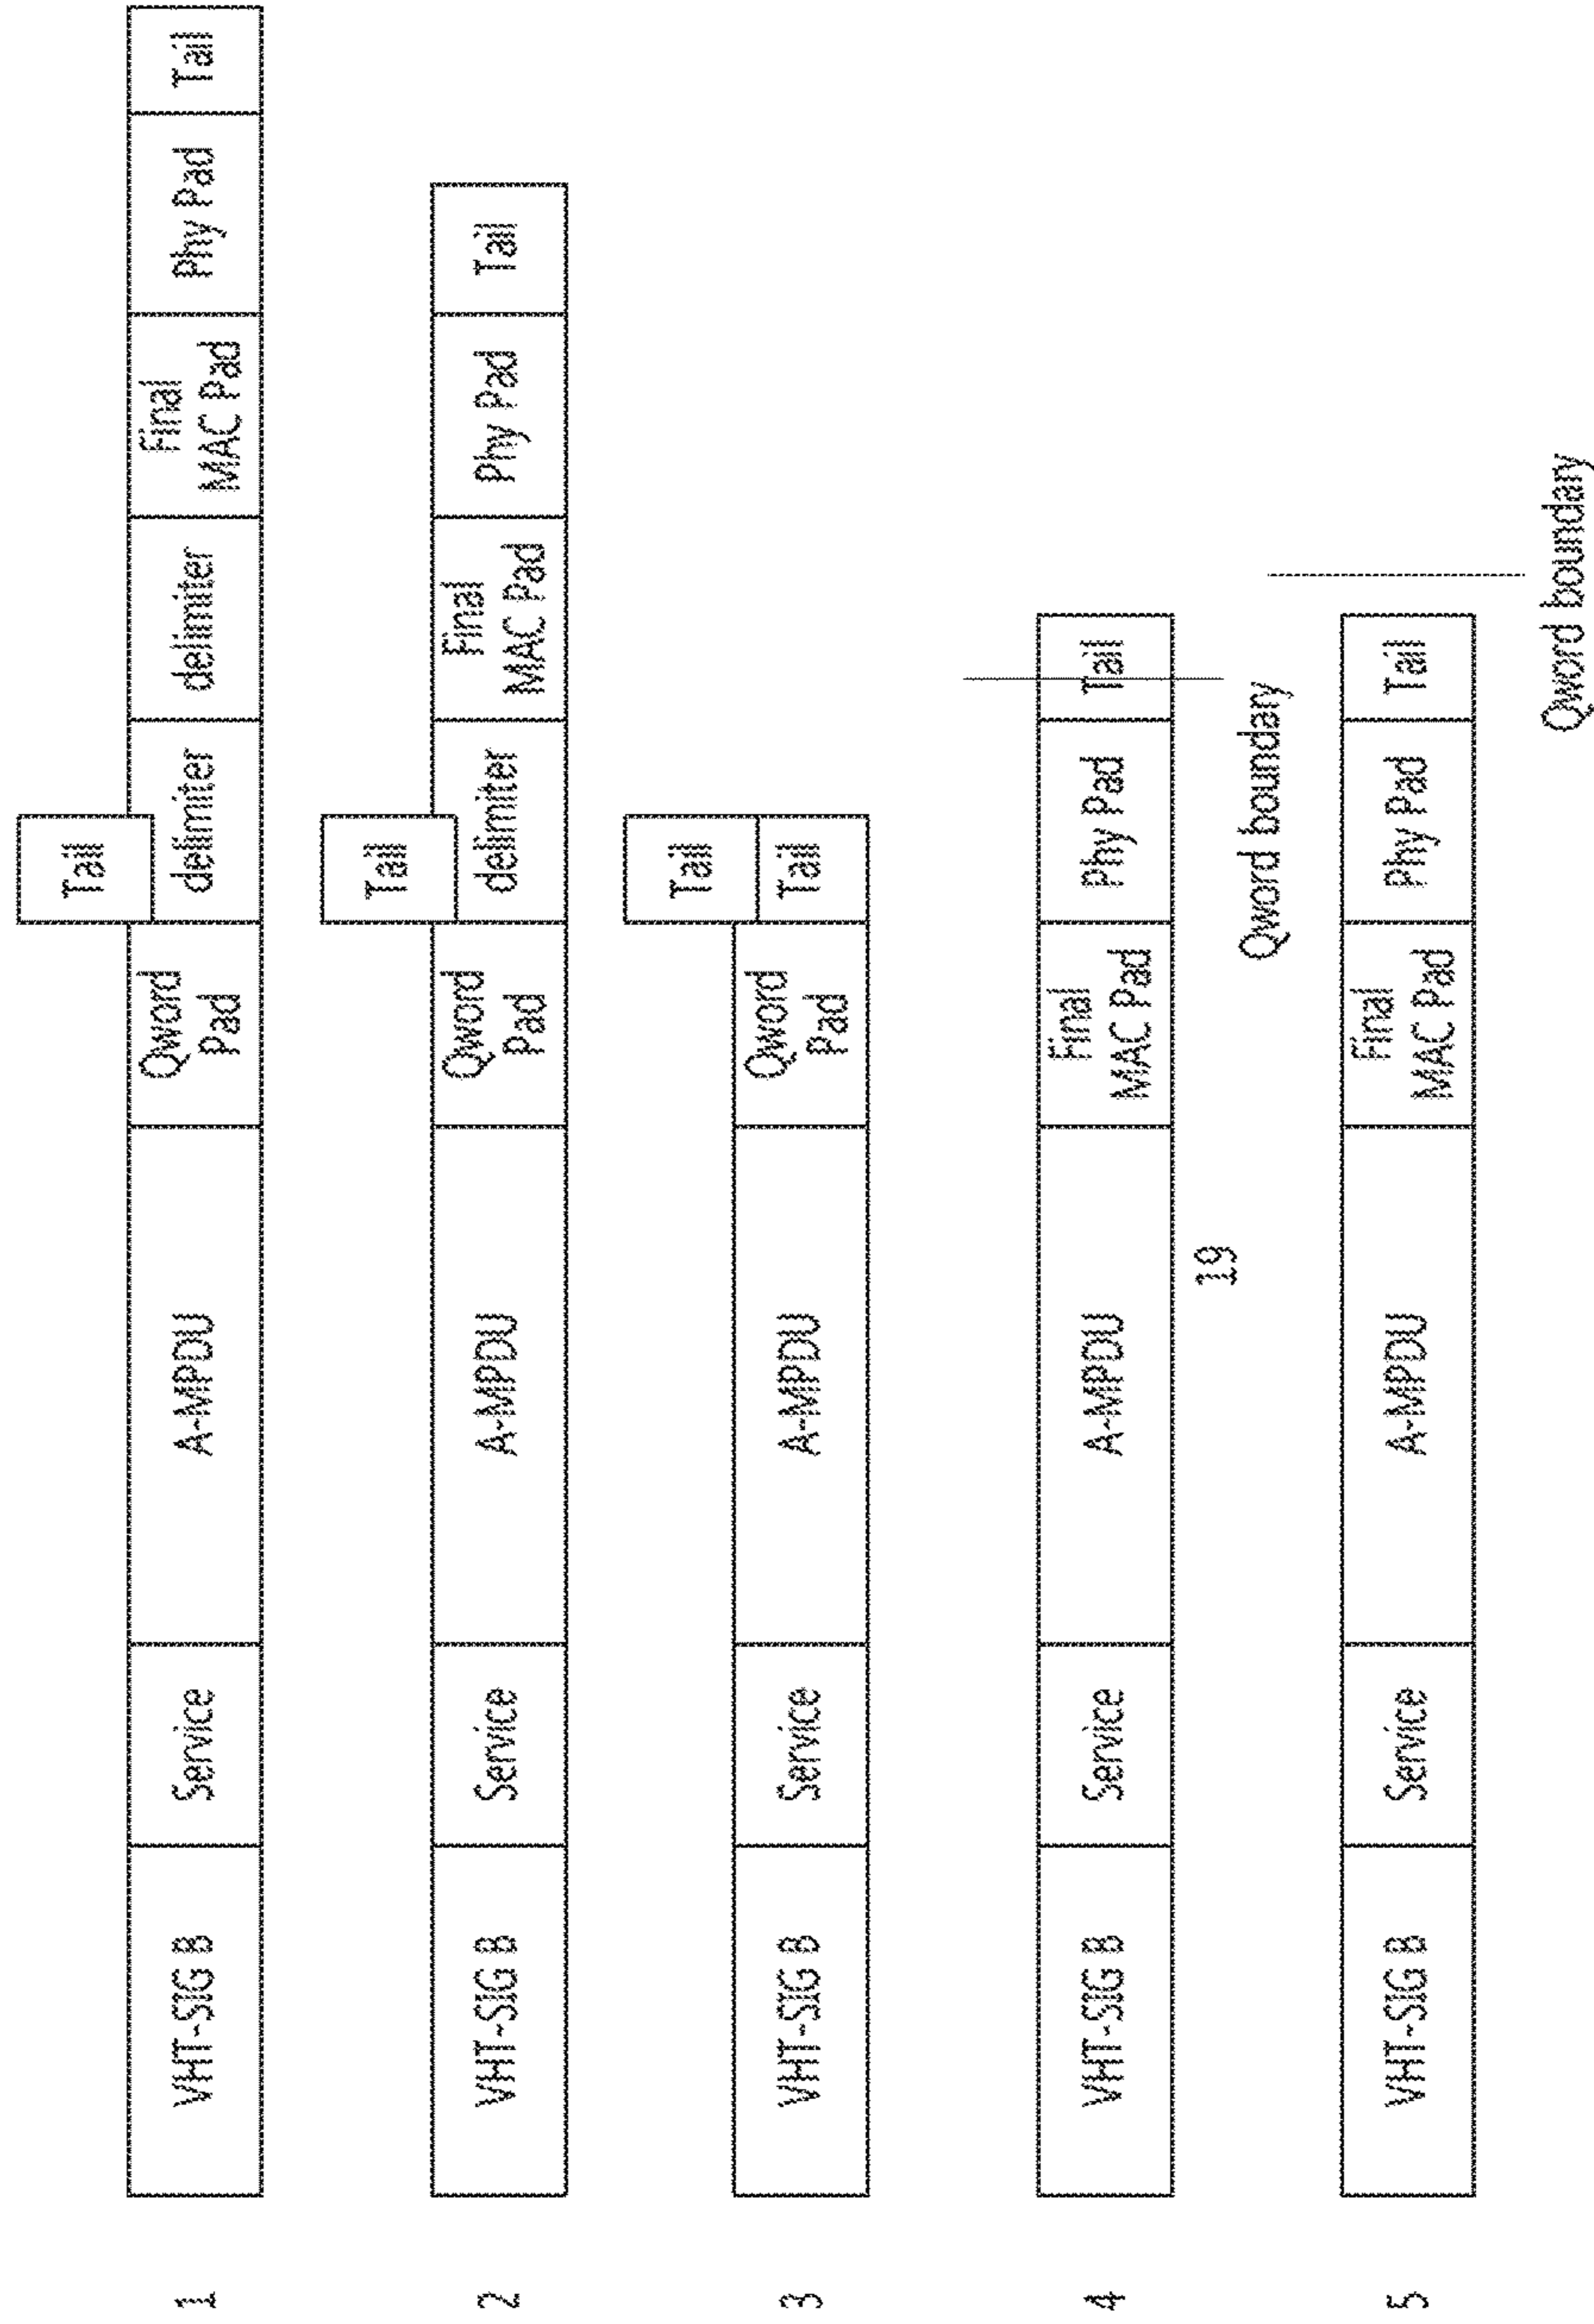 1
VHT-SIG B
Service
A-MPDU
Qword
Pad
Tail
delimiter
delimiter
Final
MAC Pad
Phy Pad
Tail
2
VHT-SIG B
Service
A-MPDU
Qword
Pad
Tail
delimiter
Final
MAC Pad
Phy Pad
Tail
3
VHT-SIG B
Service
A-MPDU
Qword
Pad
Tail
Tail
4
VHT-SIG B
Service
A-MPDU
Final
MAC Pad
Phy Pad
Tail
19
Qword boundary
5
VHT-SIG B
Service
A-MPDU
Final
MAC Pad
Phy Pad
Tail
Qword boundary